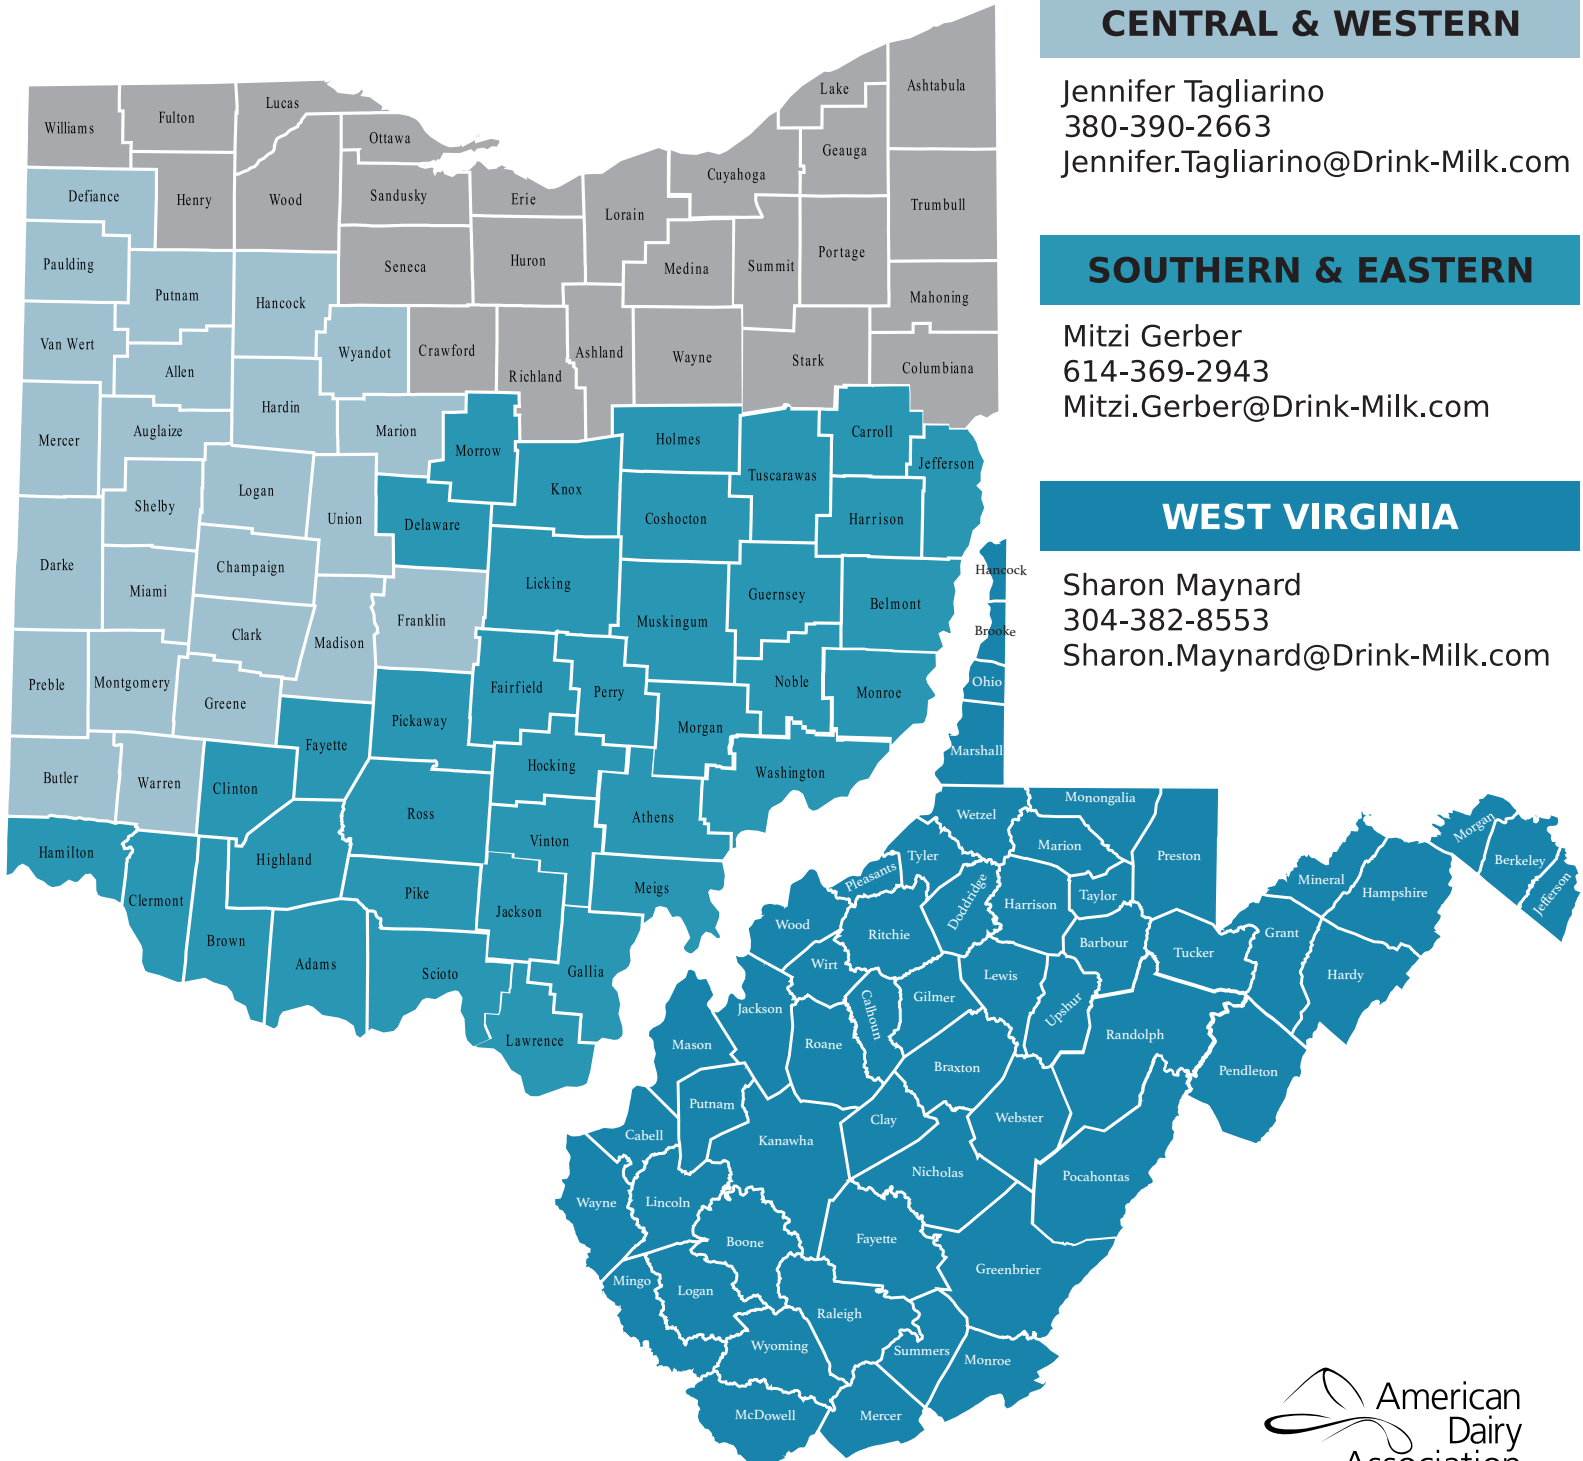 CENTRAL & WESTERN
Jennifer Tagliarino
380-390-2663
Jennifer.Tagliarino@Drink-Milk.com
SOUTHERN & EASTERN
Mitzi Gerber
614-369-2943
Mitzi.Gerber@Drink-Milk.com
WEST VIRGINIA
Sharon Maynard
304-382-8553
Sharon.Maynard@Drink-Milk.com
Williams
Fulton
Lucas
Ottawa
Lake
Ashtabula
Geauga
Cuyahoga
Defiance
Henry
Wood
Sandusky
Erie
Lorain
Trumbull
Paulding
Putnam
Hancock
Seneca
Huron
Medina
Summit
Portage
Mahoning
Van Wert
Allen
Wyandot
Crawford
Richland
Ashland
Wayne
Stark
Columbiana
Mercer
Auglaize
Hardin
Marion
Morrow
Holmes
Carroll
Jefferson
Tuscarawas
Knox
Shelby
Logan
Union
Delaware
Coshocton
Harrison
Darke
Miami
Champaign
Licking
Guernsey
Belmont
Clark
Madison
Franklin
Muskingum
Preble
Montgomery
Greene
Fairfield
Perry
Noble
Monroe
Pickaway
Morgan
Fayette
Butler
Warren
Clinton
Hocking
Washington
Ross
Athens
Vinton
Hamilton
Highland
Clermont
Pike
Jackson
Meigs
Brown
Adams
Scioto
Gallia
Lawrence
Hancock
Brooke
Ohio
Marshall
Wetzel
Monongalia
Marion
Preston
Tyler
Pleasants
Doddridge
Harrison
Taylor
Mineral
Hampshire
Morgan
Berkeley
Jefferson
Wood
Ritchie
Barbour
Tucker
Grant
Hardy
Wirt
Lewis
Gilmer
Calhoun
Upshur
Jackson
Roane
Randolph
Mason
Braxton
Pendleton
Putnam
Clay
Webster
Cabell
Kanawha
Nicholas
Pocahontas
Wayne
Lincoln
Boone
Fayette
Greenbrier
Mingo
Logan
Raleigh
Wyoming
Summers
Monroe
McDowell
Mercer
American
Dairy
Association